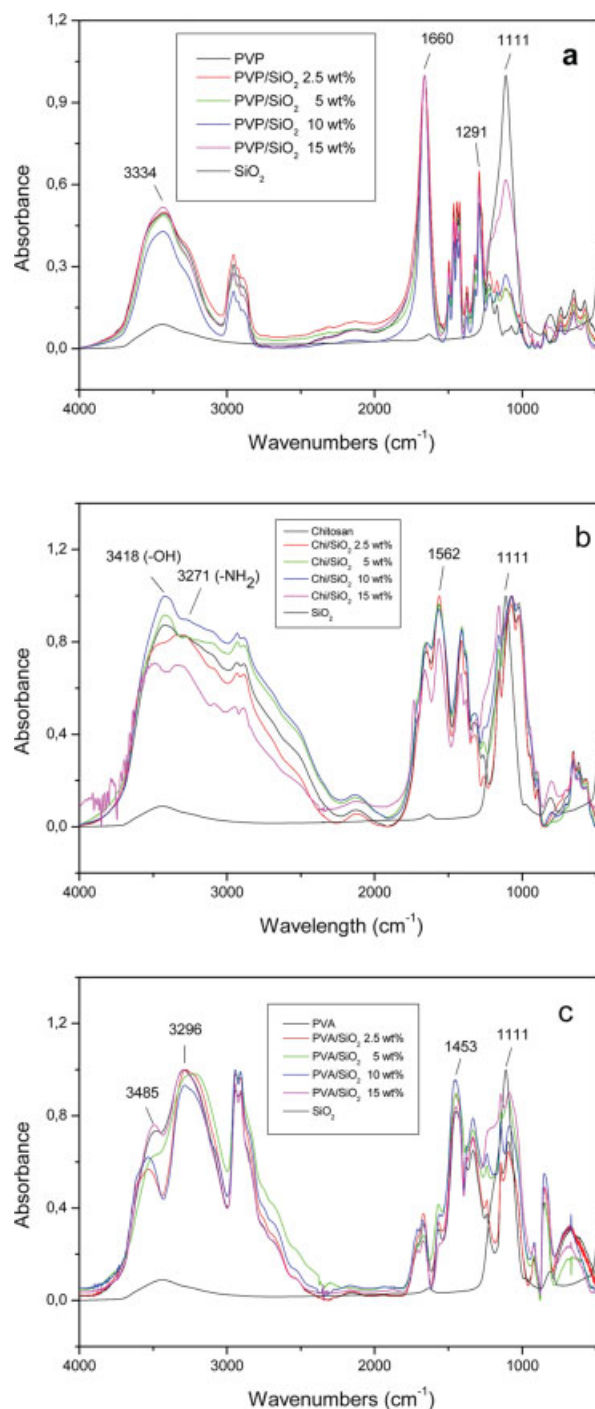 1,2
a
1660
1111
PVP
PVP/SiO2 2.5 wt%
PVP/SiO2 5 wt%
PVP/SiO2 10 wt%
PVP/SiO2 15 wt%
SiO2
0,9
1291
Absorbance
3334
0,6
0,3
0,0
4000 3000 2000 1000
Wavenumbers (cm-1)
1,2
b
3418 (-OH)
3271 (-NH2)
Chitosan
Chi/SiO2 2.5 wt%
Chi/SiO2 5 wt%
Chi/SiO2 10 wt%
Chi/SiO2 15 wt%
SiO2
1562
1111
0,8
Absorbance
0,4
0,0
4000 3000 2000 1000
Wavelength (cm-1)
1,2
c
3296
3485
PVA
PVA/SiO2 2.5 wt%
PVA/SiO2 5 wt%
PVA/SiO2 10 wt%
PVA/SiO2 15 wt%
SiO2
1453
1111
0,8
Absorbance
0,4
0,0
4000 3000 2000 1000
Wavenumbers (cm-1)